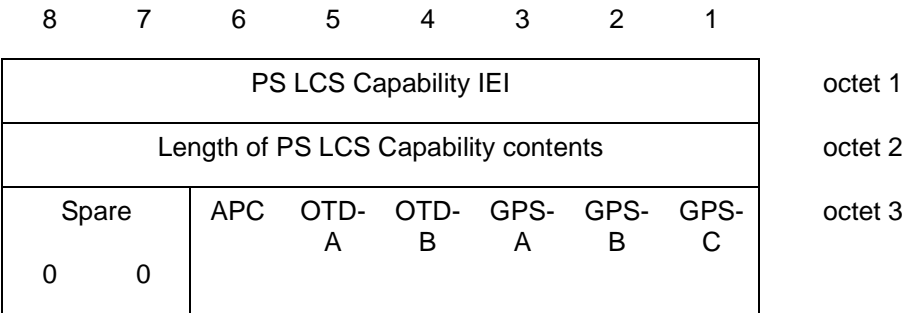 8 7 6 5 4 3 2 1
PS LCS Capability IEI octet 1
Length of PS LCS Capability contents octet 2
Spare APC OTD- OTD- GPS- GPS- GPS- octet 3
A B A B C
0 0